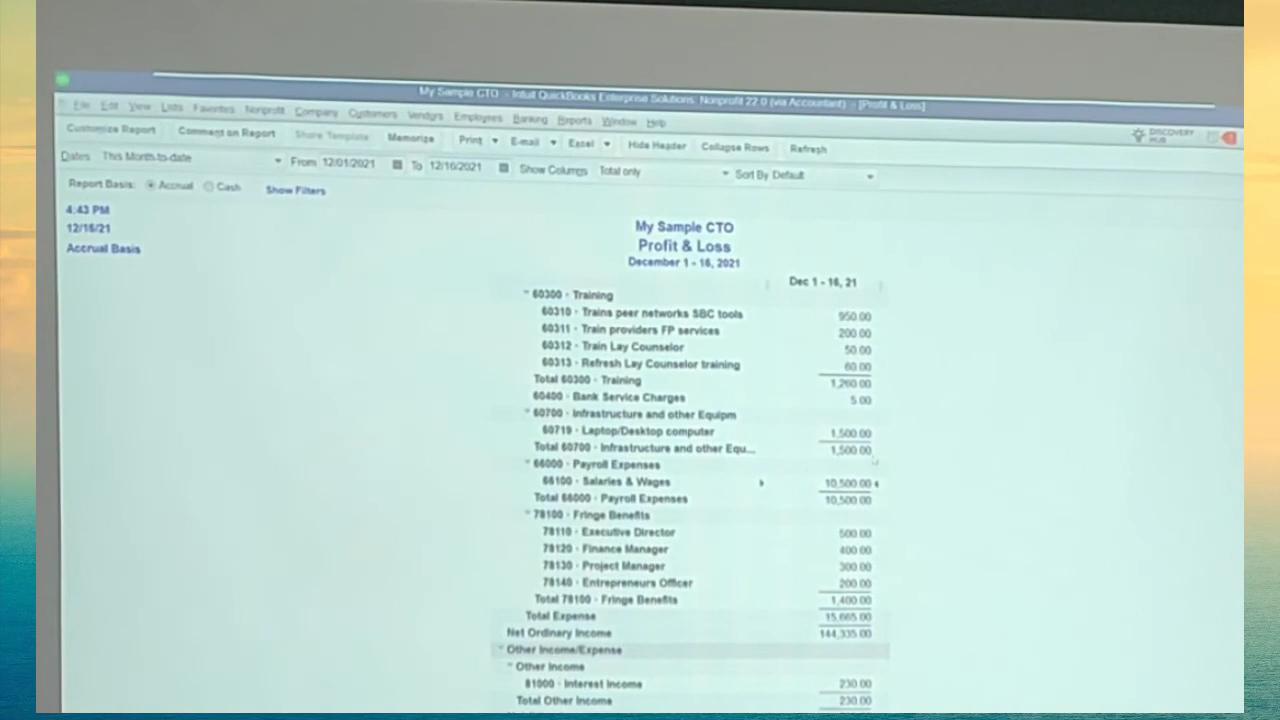 My Sample CTO - Intuit QuickBooks Enterprise Solutions: Nonprofit 22.0 (via Accountant) - [Profit & Loss]
File Edit View Lists Favorites Nonprofit Company Customers Vendors Employees Banking Reports Window Help
Customize Report Comment on Report Share Template Memorize Print E-mail Excel Hide Header Collapse Rows Refresh
DISCOVERY HUB
Dates This Month-to-date From 12/01/2021 To 12/16/2021 Show Columns Total only Sort By Default
Report Basis: Accrual Cash Show Filters
4:43 PM
12/16/21
Accrual Basis
My Sample CTO
Profit & Loss
December 1 - 16, 2021
Dec 1 - 16, 21
60300 · Training
60310 · Trains peer networks SBC tools 950.00
60311 · Train providers FP services 200.00
60312 · Train Lay Counselor 50.00
60313 · Refresh Lay Counselor training 60.00
Total 60300 · Training 1,260.00
60400 · Bank Service Charges 5.00
60700 · Infrastructure and other Equipm
60719 · Laptop/Desktop computer 1,500.00
Total 60700 · Infrastructure and other Equ... 1,500.00
66000 · Payroll Expenses
66100 · Salaries & Wages 10,500.00
Total 66000 · Payroll Expenses 10,500.00
78100 · Fringe Benefits
78110 · Executive Director 500.00
78120 · Finance Manager 400.00
78130 · Project Manager 300.00
78140 · Entrepreneurs Officer 200.00
Total 78100 · Fringe Benefits 1,400.00
Total Expense 15,665.00
Net Ordinary Income 144,335.00
Other Income/Expense
Other Income
81000 · Interest Income 230.00
Total Other Income 230.00